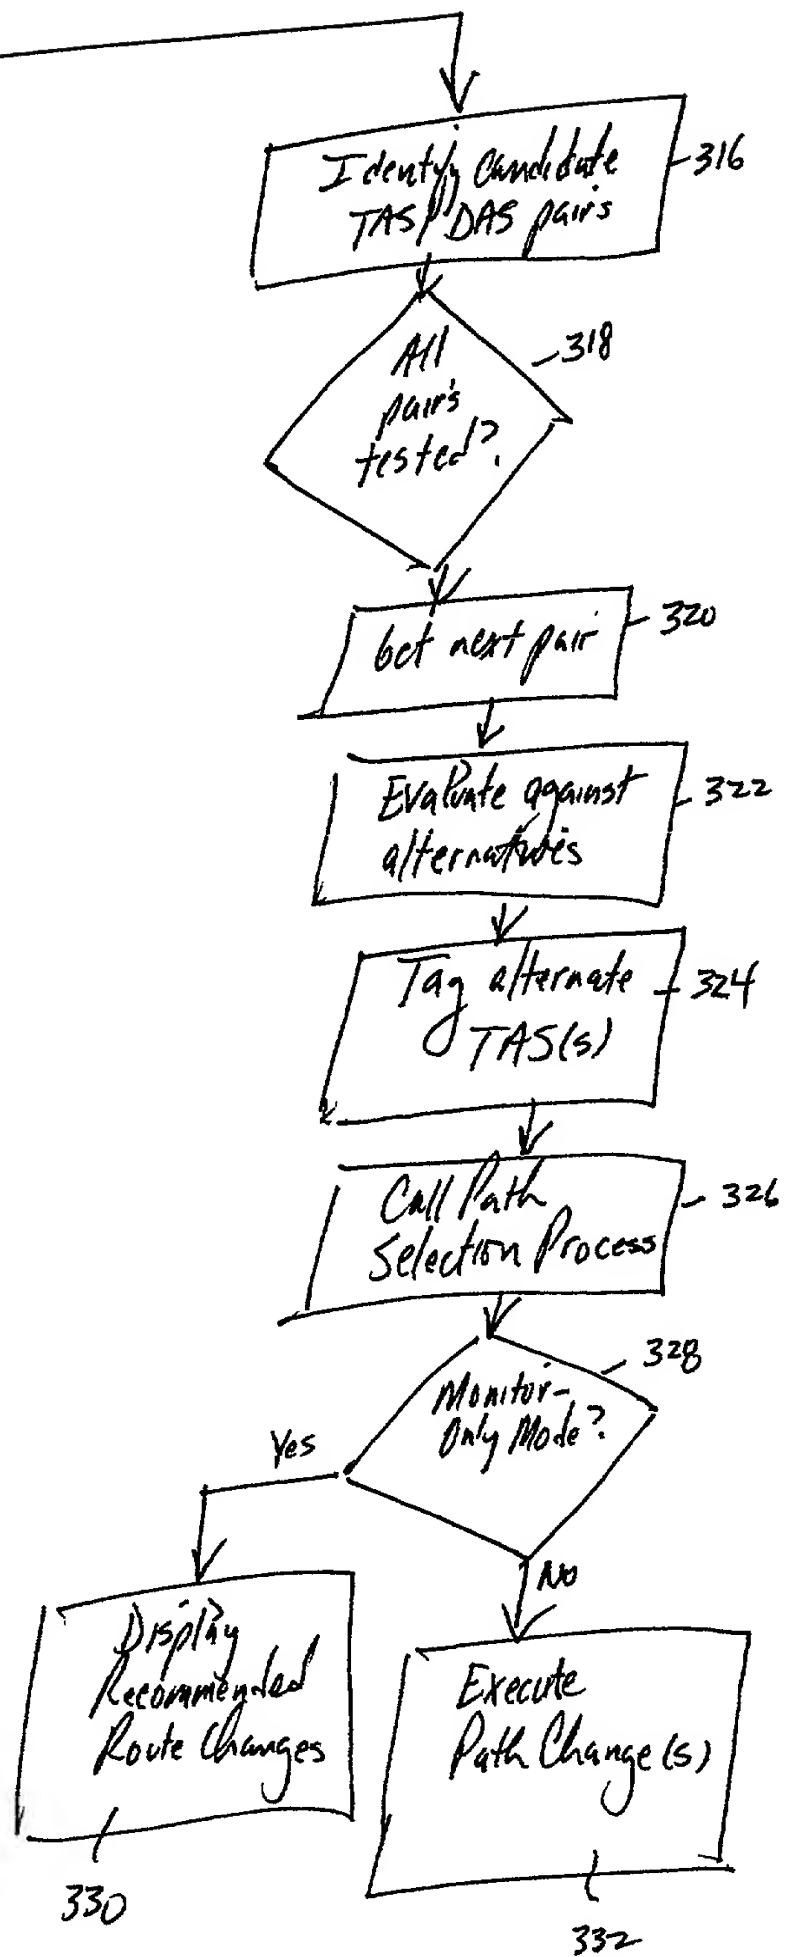 Identify candidate
TAS/DAS pairs
316
All
pairs
tested?
318
Get next pair
320
Evaluate against
alternatives
322
Tag alternate
TAS(s)
324
Call Path
Selection Process
326
Monitor-
Only Mode?
328
Yes
No
Display
Recommended
Route Changes
330
Execute
Path Change(s)
332